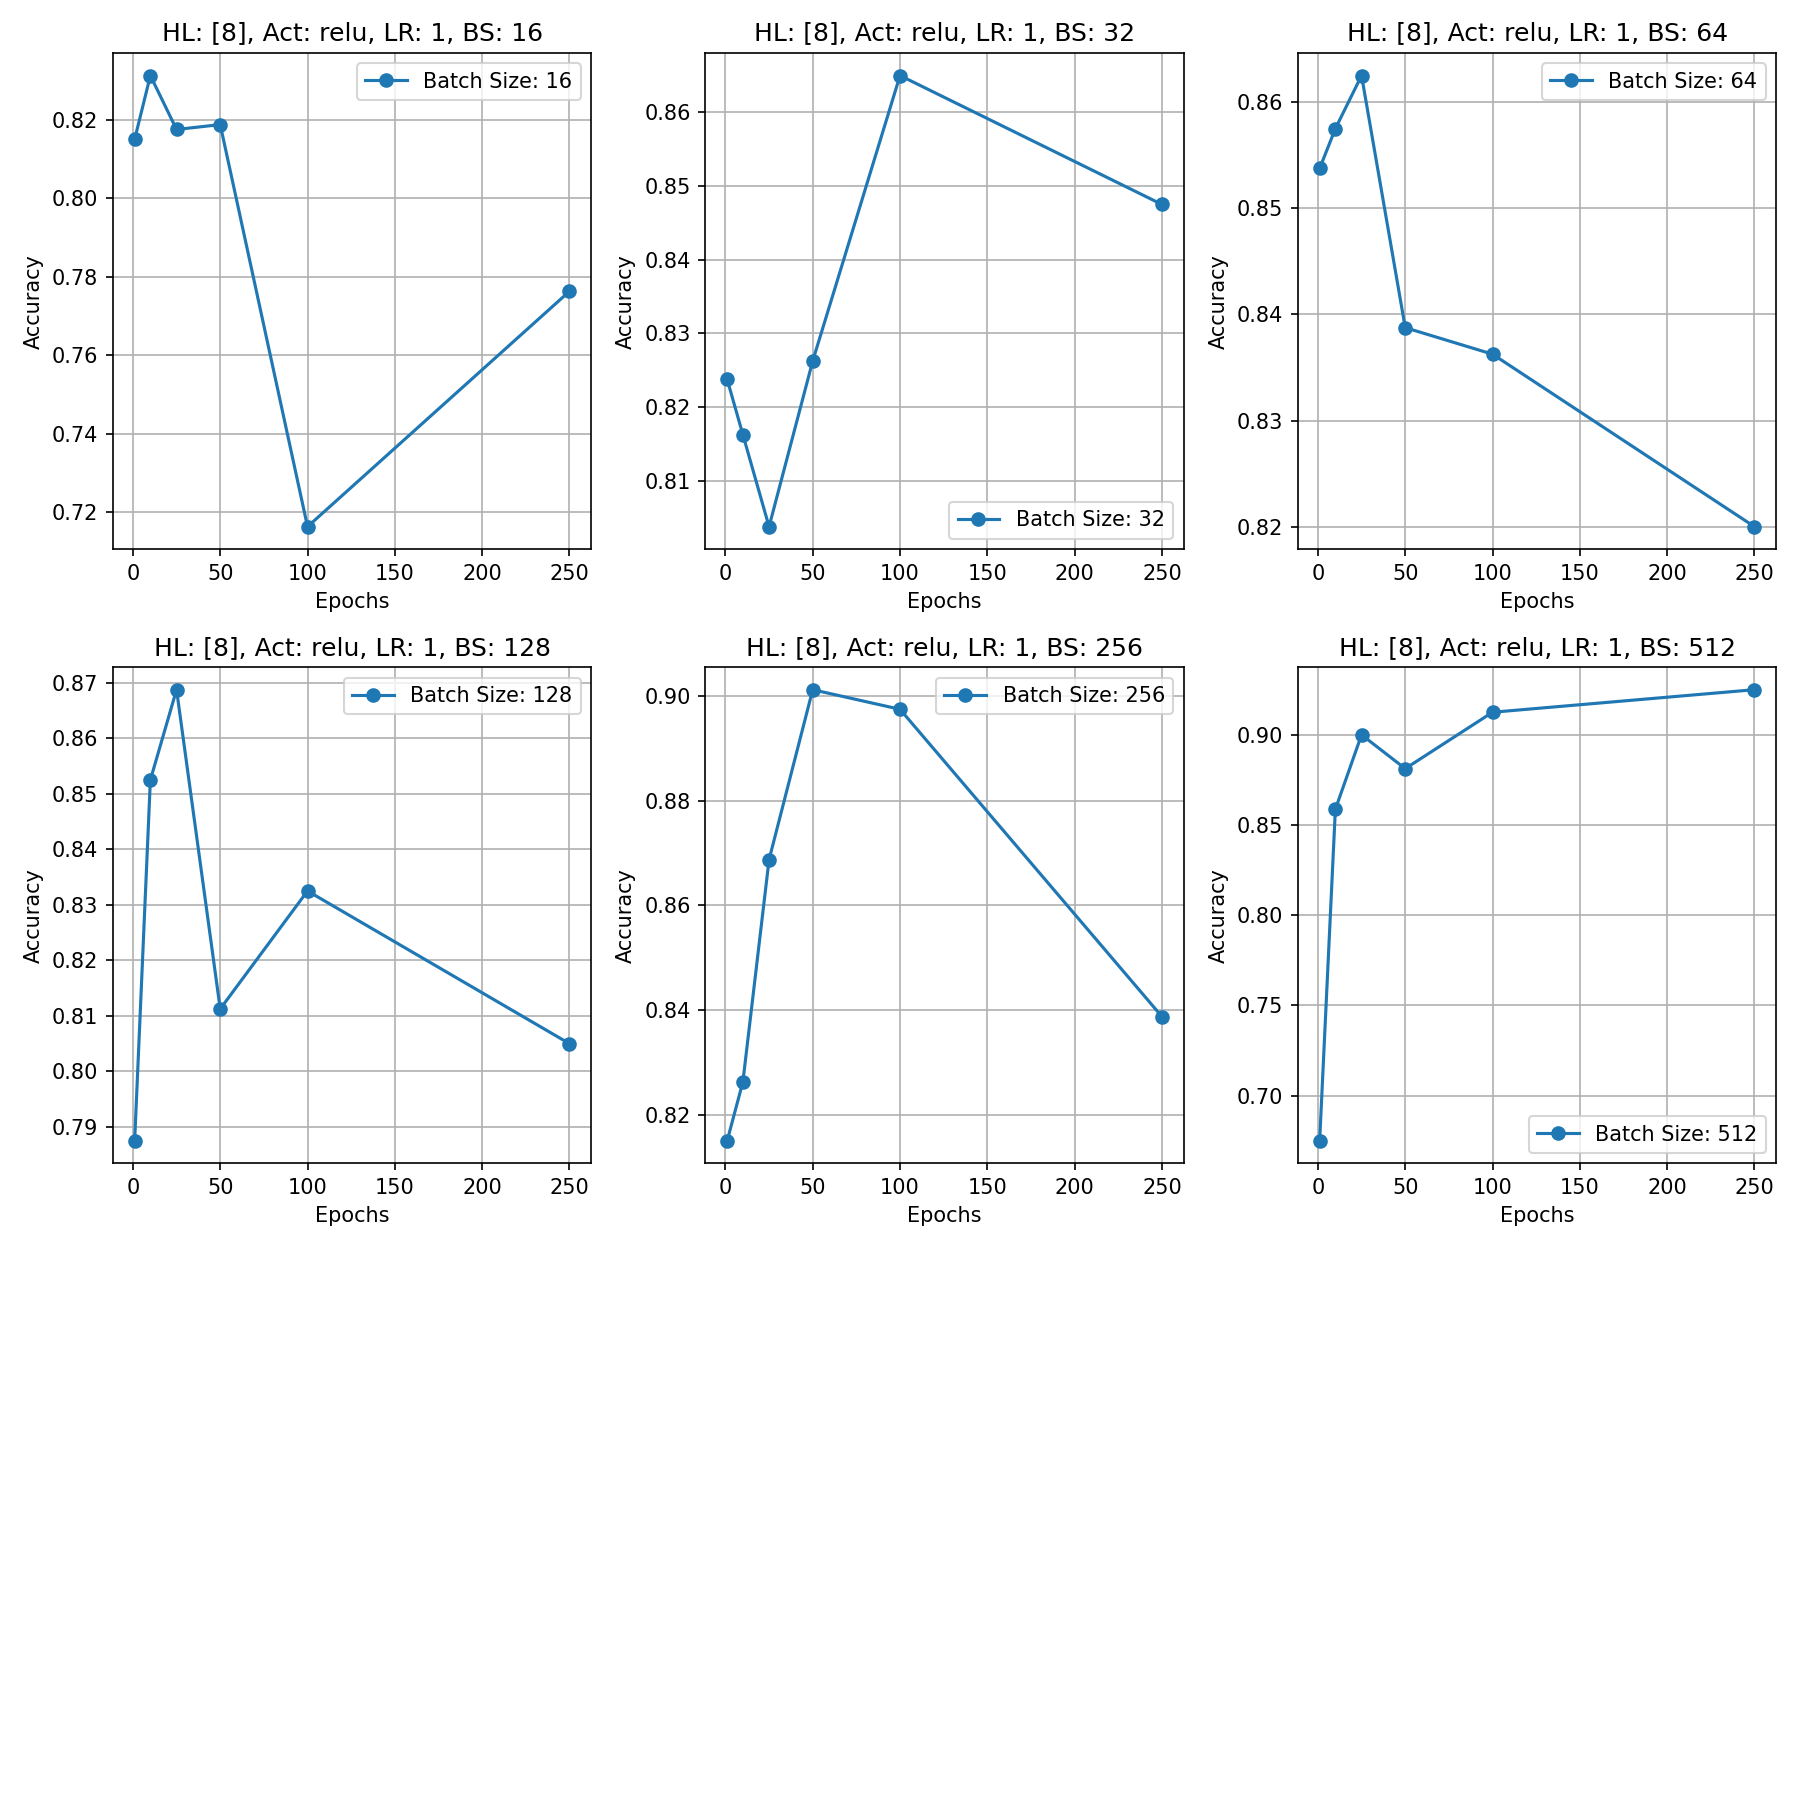 HL: [8], Act: relu, LR: 1, BS: 16
Batch Size: 16
Accuracy
0.82
0.80
0.78
0.76
0.74
0.72
0 50 100 150 200 250
Epochs
HL: [8], Act: relu, LR: 1, BS: 32
Batch Size: 32
Accuracy
0.86
0.85
0.84
0.83
0.82
0.81
0 50 100 150 200 250
Epochs
HL: [8], Act: relu, LR: 1, BS: 64
Batch Size: 64
Accuracy
0.86
0.85
0.84
0.83
0.82
0 50 100 150 200 250
Epochs
HL: [8], Act: relu, LR: 1, BS: 128
Batch Size: 128
Accuracy
0.87
0.86
0.85
0.84
0.83
0.82
0.81
0.80
0.79
0 50 100 150 200 250
Epochs
HL: [8], Act: relu, LR: 1, BS: 256
Batch Size: 256
Accuracy
0.90
0.88
0.86
0.84
0.82
0 50 100 150 200 250
Epochs
HL: [8], Act: relu, LR: 1, BS: 512
Batch Size: 512
Accuracy
0.90
0.85
0.80
0.75
0.70
0 50 100 150 200 250
Epochs